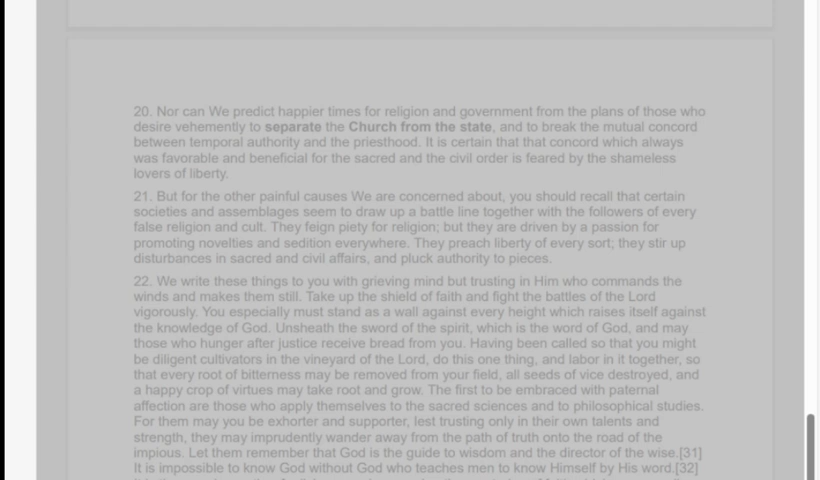 20. Nor can We predict happier times for religion and government from the plans of those who
desire vehemently to separate the Church from the state, and to break the mutual concord
between temporal authority and the priesthood. It is certain that that concord which always
was favorable and beneficial for the sacred and the civil order is feared by the shameless
lovers of liberty.
21. But for the other painful causes We are concerned about, you should recall that certain
societies and assemblages seem to draw up a battle line together with the followers of every
false religion and cult. They feign piety for religion; but they are driven by a passion for
promoting novelties and sedition everywhere. They preach liberty of every sort; they stir up
disturbances in sacred and civil affairs, and pluck authority to pieces.
22. We write these things to you with grieving mind but trusting in Him who commands the
winds and makes them still. Take up the shield of faith and fight the battles of the Lord
vigorously. You especially must stand as a wall against every height which raises itself against
the knowledge of God. Unsheath the sword of the spirit, which is the word of God, and may
those who hunger after justice receive bread from you. Having been called so that you might
be diligent cultivators in the vineyard of the Lord, do this one thing, and labor in it together, so
that every root of bitterness may be removed from your field, all seeds of vice destroyed, and
a happy crop of virtues may take root and grow. The first to be embraced with paternal
affection are those who apply themselves to the sacred sciences and to philosophical studies.
For them may you be exhorter and supporter, lest trusting only in their own talents and
strength, they may imprudently wander away from the path of truth onto the road of the
impious. Let them remember that God is the guide to wisdom and the director of the wise.[31]
It is impossible to know God without God who teaches men to know Himself by His word.[32]